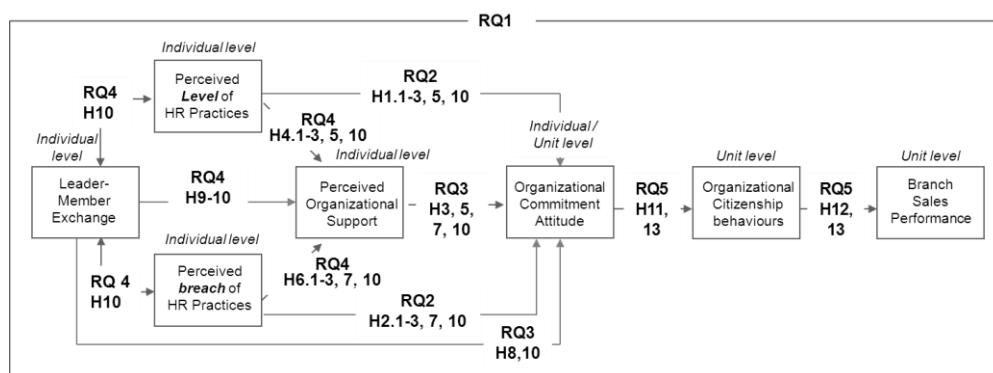 RQ1
Individual level
Perceived
Level of
HR Practices
RQ4
H10
RQ2
H1.1-3, 5, 10
RQ4
H4.1-3, 5, 10
Individual
level
Leader-
Member
Exchange
RQ4
H9-10
Individual level
Perceived
Organizational
Support
RQ3
H3, 5,
7, 10
Individual /
Unit level
Organizational
Commitment
Attitude
RQ5
H11,
13
Unit level
Organizational
Citizenship
behaviours
RQ5
H12,
13
Unit level
Branch
Sales
Performance
RQ 4
H10
Individual level
Perceived
breach of
HR Practices
RQ4
H6.1-3, 7, 10
RQ2
H2.1-3, 7, 10
RQ3
H8,10